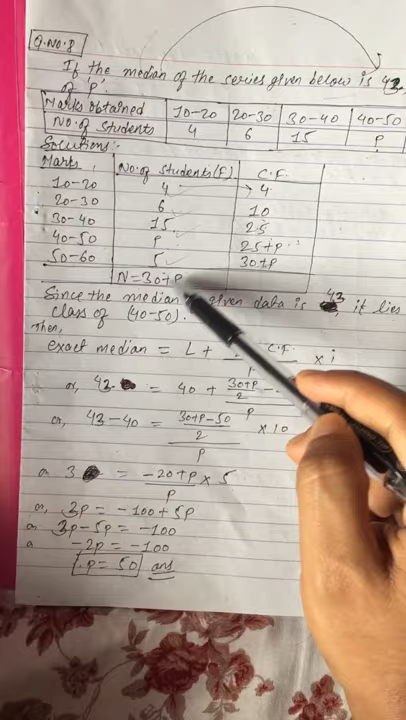 Q.No.8
If the median of the series given below is 43.
of 'p'.
Marks obtained 10-20 20-30 30-40 40-50
No. of students 4 6 15 P
Solution:-
Marks No. of students (F) C.F.
10-20 4 4
20-30 6 10
30-40 15 25
40-50 P 25+P
50-60 5 30+P
N=30+P
Since the median given data is 43, it lies
class of (40-50).
Then,
exact median = L + C.F. × i
or, 43 = 40 + 30+P/2 -
or, 43-40 = 30+P-50/2/P × 10
or 3 = -20+P/P × 5
or, 3P = -100+5P
or 3P-5P = -100
or -2P = -100
P = 50 ans